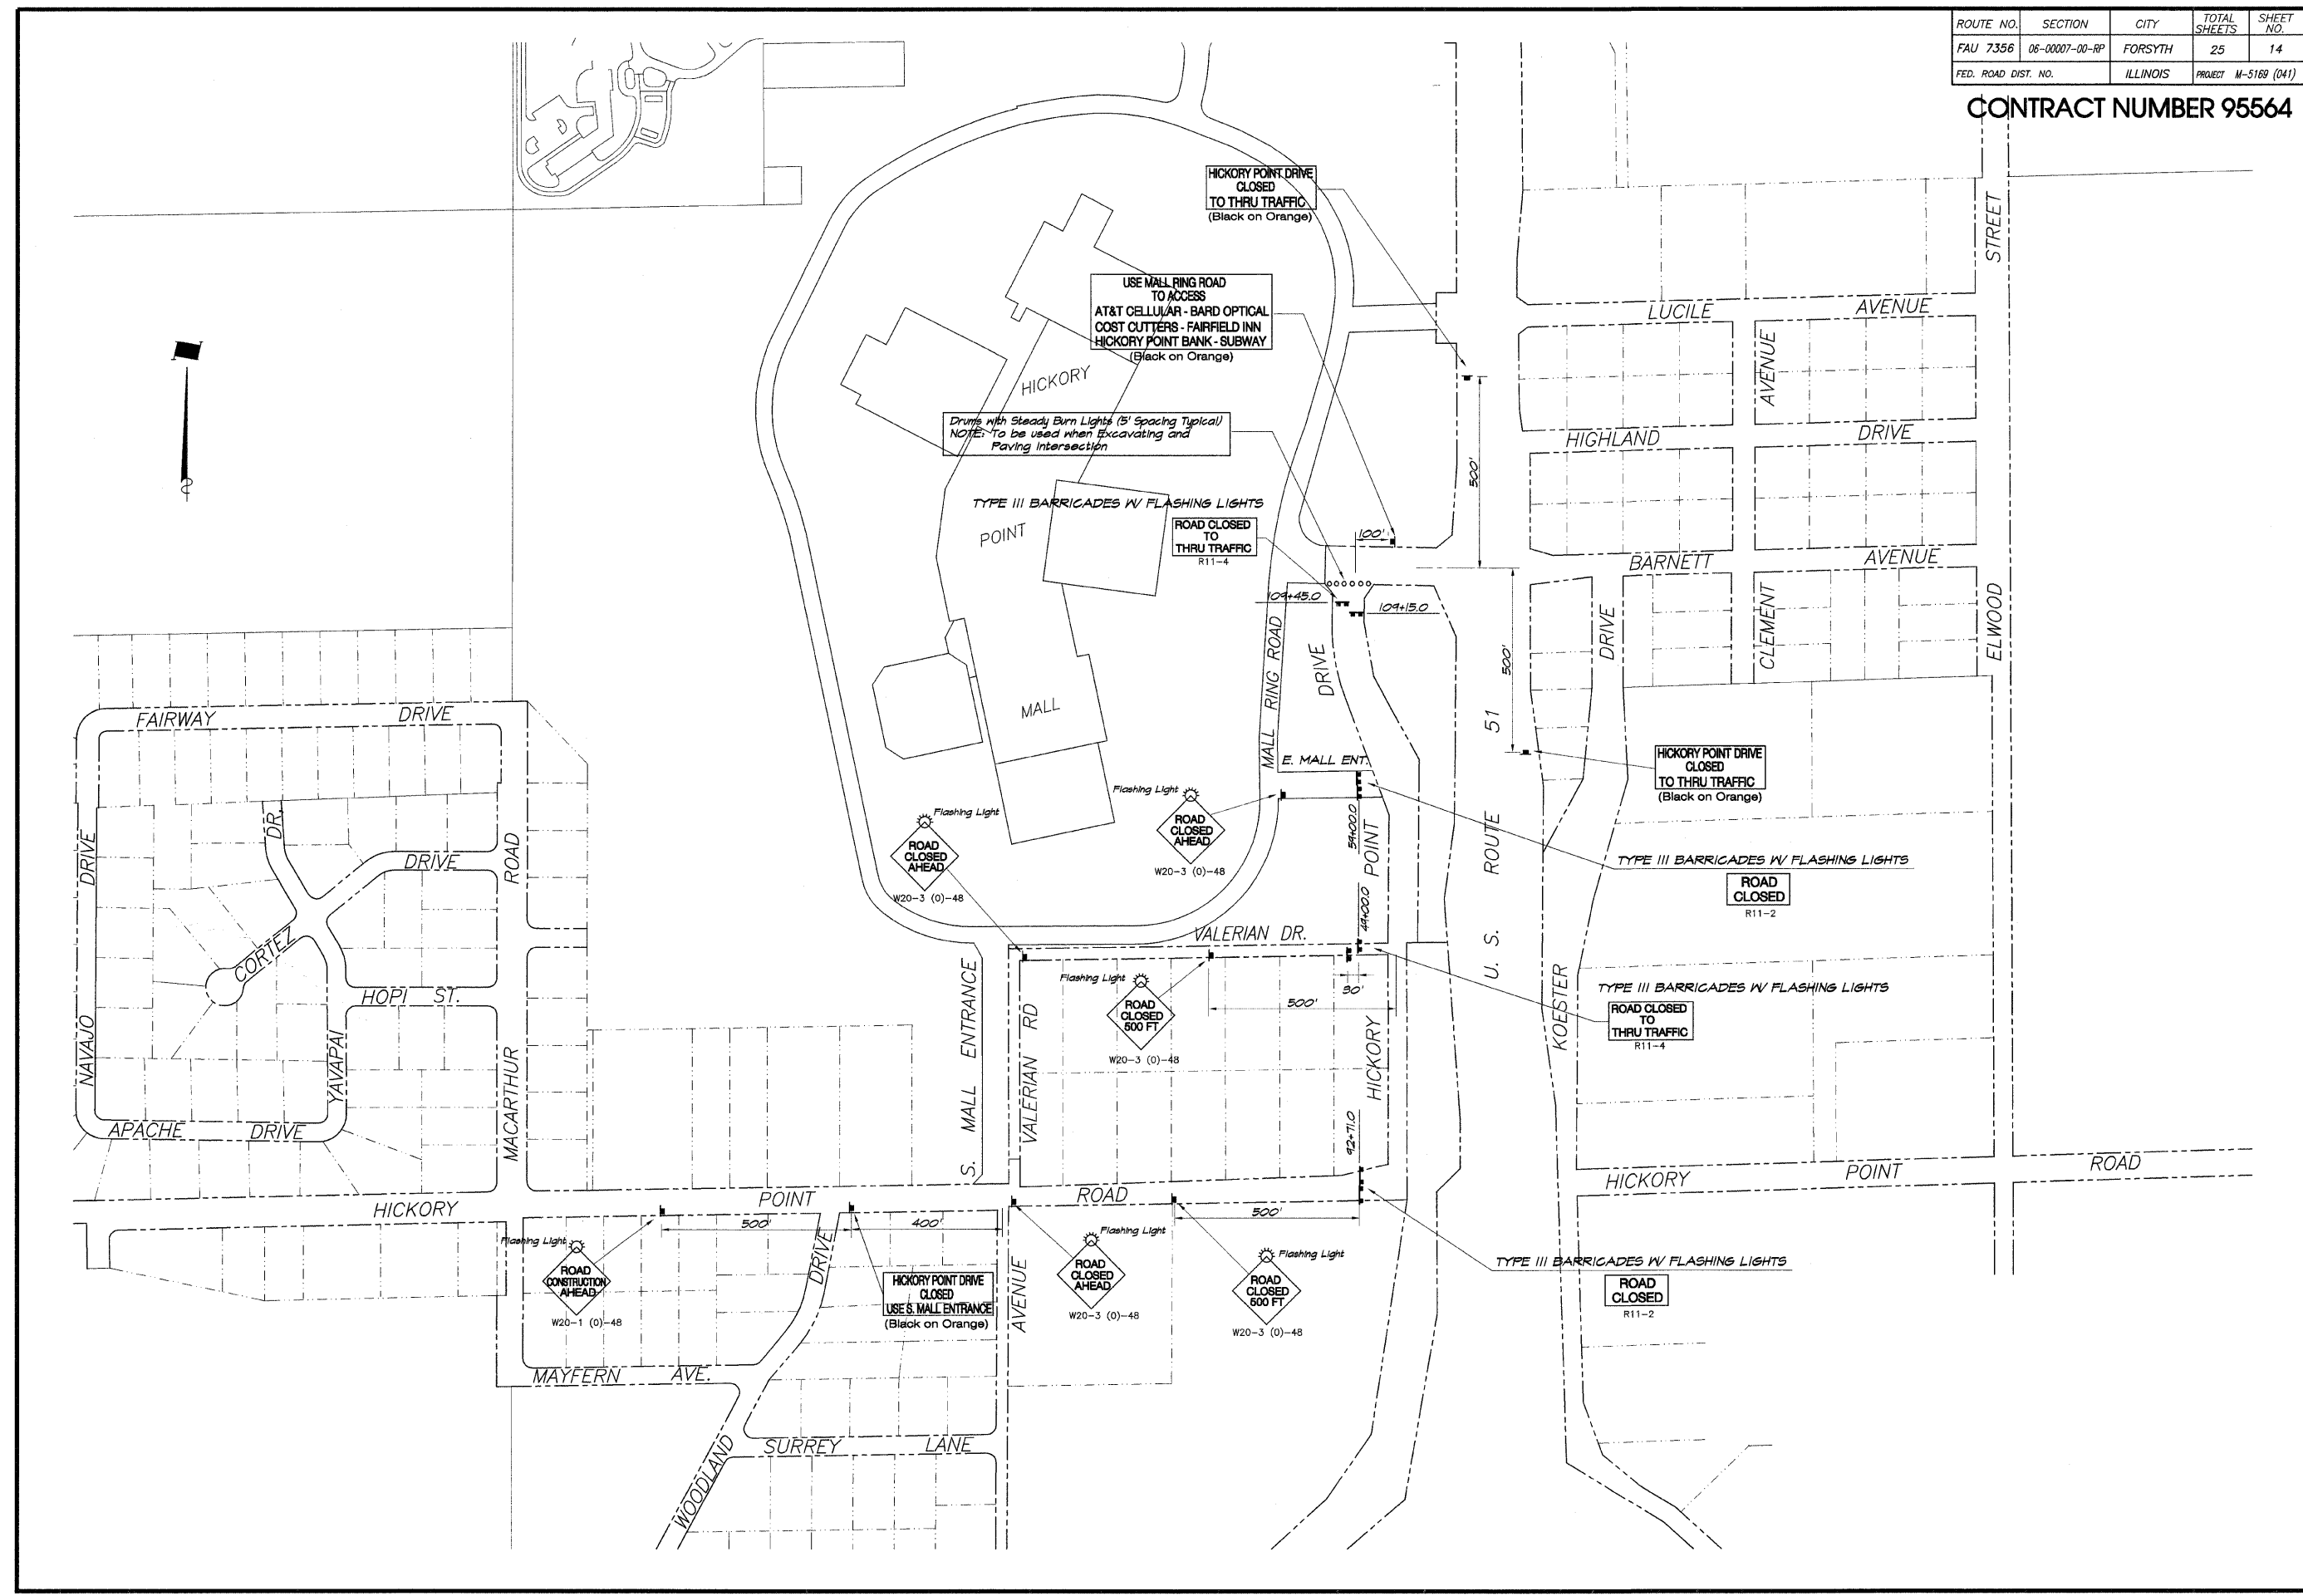 ROUTE NO. SECTION CITY TOTAL SHEETS SHEET NO.
FAU 7356 06-00007-00-RP FORSYTH 25 14
FED. ROAD DIST. NO. ILLINOIS PROJECT M-5169 (041)
CONTRACT NUMBER 95564
HICKORY POINT DRIVE
CLOSED
TO THRU TRAFFIC
(Black on Orange)
USE MALL RING ROAD
TO ACCESS
AT&T CELLULAR - BARD OPTICAL
COST CUTTERS - FAIRFIELD INN
HICKORY POINT BANK - SUBWAY
(Black on Orange)
HICKORY
POINT
MALL
Drums with Steady Burn Lights (5' Spacing Typical)
NOTE: To be used when Excavating and
Paving Intersection
TYPE III BARRICADES W/ FLASHING LIGHTS
ROAD CLOSED
TO
THRU TRAFFIC
R11-4
100'
109+45.0
109+15.0
500'
500'
STREET
ELWOOD
LUCILE AVENUE
AVENUE
CLEMENT
HIGHLAND DRIVE
BARNETT AVENUE
DRIVE
KOESTER
MALL RING ROAD
DRIVE
POINT
HICKORY
U. S. ROUTE 51
E. MALL ENT.
59+00.0
49+00.0
92+71.0
HICKORY POINT DRIVE
CLOSED
TO THRU TRAFFIC
(Black on Orange)
TYPE III BARRICADES W/ FLASHING LIGHTS
ROAD
CLOSED
R11-2
TYPE III BARRICADES W/ FLASHING LIGHTS
ROAD CLOSED
TO
THRU TRAFFIC
R11-4
Flashing Light
ROAD
CLOSED
AHEAD
W20-3 (0)-48
Flashing Light
ROAD
CLOSED
AHEAD
W20-3 (0)-48
FAIRWAY DRIVE
DRIVE
NAVAJO
DR.
DRIVE
CORTEZ
HOPI ST.
YAVAPAI
APACHE DRIVE
ROAD
MACARTHUR
VALERIAN DR.
Flashing Light
ROAD
CLOSED
500 FT
W20-3 (0)-48
30'
500'
S. MALL ENTRANCE
VALERIAN RD
HICKORY POINT ROAD
HICKORY POINT ROAD
500'
400'
500'
Flashing Light
ROAD
CONSTRUCTION
AHEAD
W20-1 (0)-48
HICKORY POINT DRIVE
CLOSED
USE S. MALL ENTRANCE
(Black on Orange)
Flashing Light
ROAD
CLOSED
AHEAD
W20-3 (0)-48
Flashing Light
ROAD
CLOSED
500 FT
W20-3 (0)-48
TYPE III BARRICADES W/ FLASHING LIGHTS
ROAD
CLOSED
R11-2
DRIVE
WOODLAND
AVENUE
MAYFERN AVE.
SURREY LANE